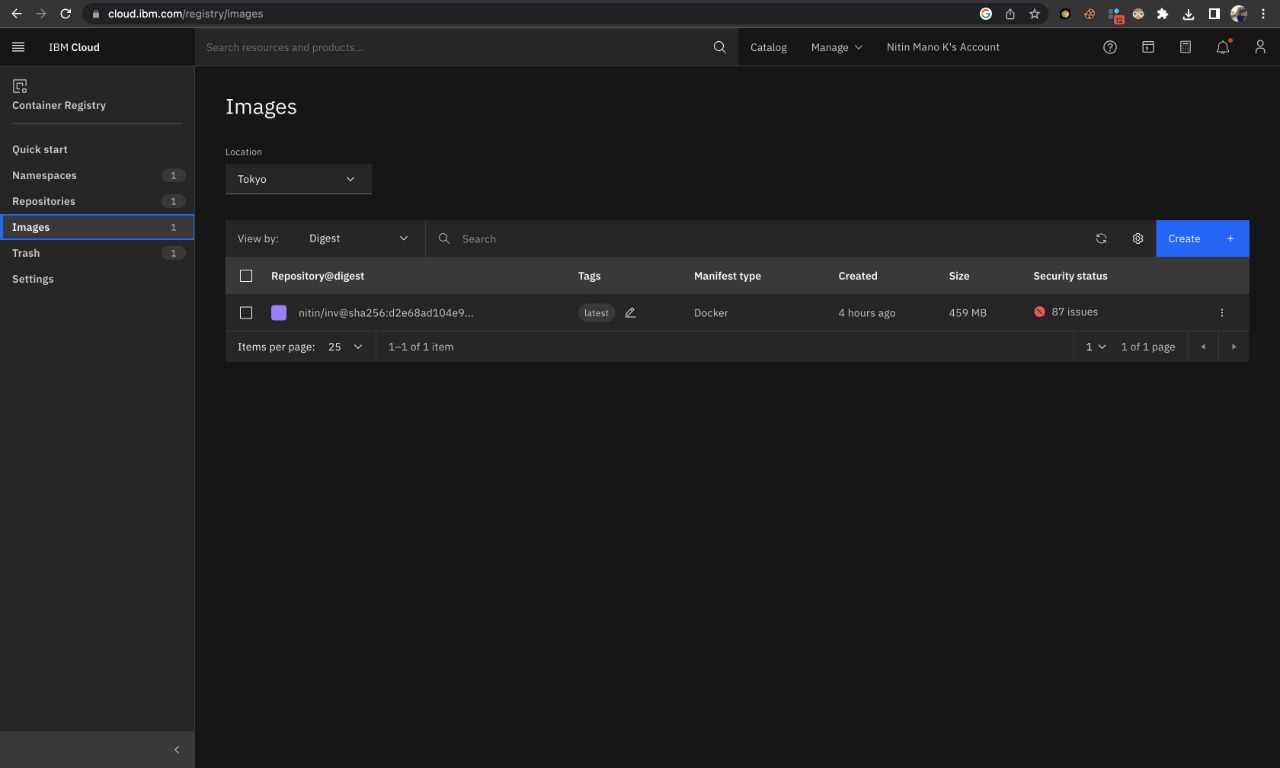 cloud.ibm.com/registry/images
12
IBM Cloud
Search resources and products...
Catalog
Manage
Nitin Mano K's Account
Container Registry
Quick start
Namespaces 1
Repositories 1
Images 1
Trash 1
Settings
Images
Location
Tokyo
View by: Digest
Search
Create +
Repository@digest Tags Manifest type Created Size Security status
nitin/inv@sha256:d2e68ad104e9... latest Docker 4 hours ago 459 MB 87 issues
Items per page: 25 1–1 of 1 item 1 1 of 1 page